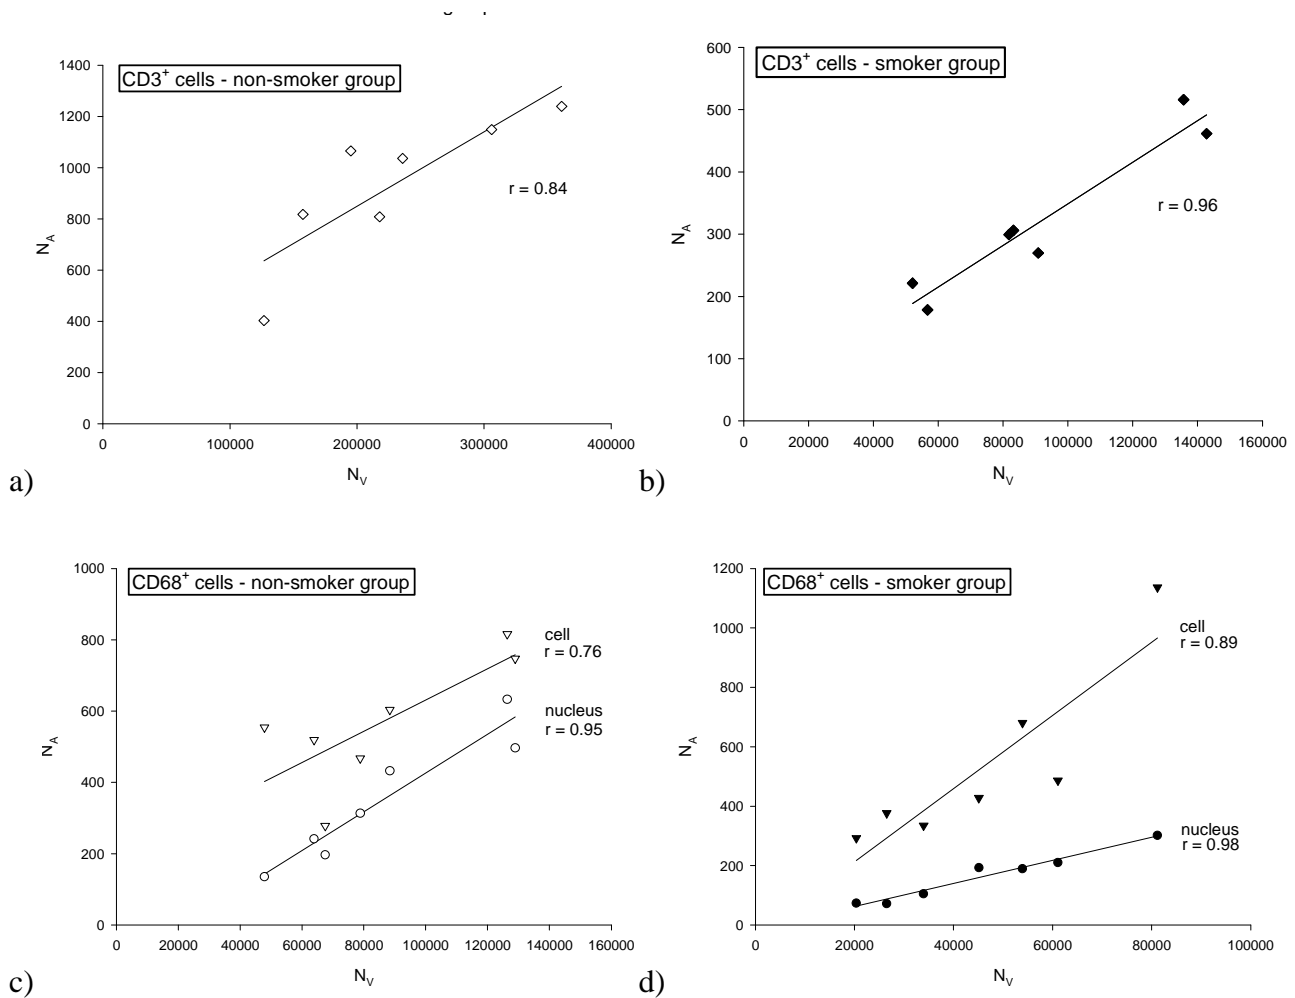 CD3+ cells - non-smoker group
1400
1200
1000
800
600
400
200
0
NA
r = 0.84
0 100000 200000 300000 400000
NV
a)
CD3+ cells - smoker group
600
500
400
300
200
100
0
NA
r = 0.96
0 20000 40000 60000 80000 100000 120000 140000 160000
NV
b)
CD68+ cells - non-smoker group
1000
800
600
400
200
0
NA
cell
r = 0.76
nucleus
r = 0.95
0 20000 40000 60000 80000 100000 120000 140000 160000
NV
c)
CD68+ cells - smoker group
1200
1000
800
600
400
200
0
NA
cell
r = 0.89
nucleus
r = 0.98
0 20000 40000 60000 80000 100000
NV
d)